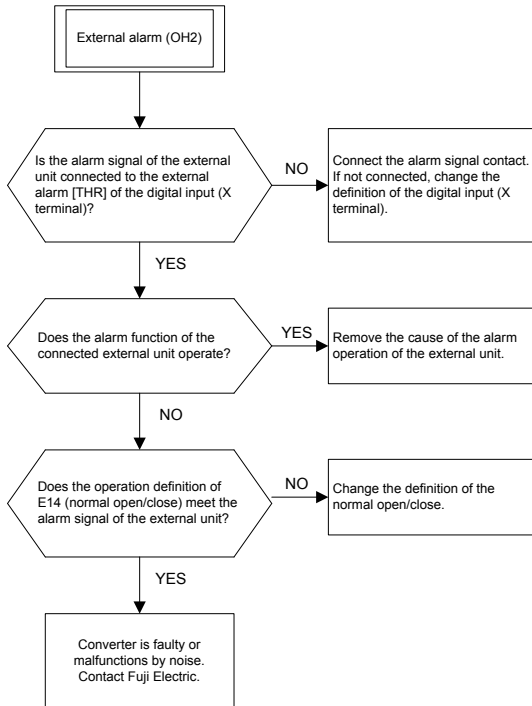 External alarm (OH2)
Is the alarm signal of the external
unit connected to the external
alarm [THR] of the digital input (X
terminal)?
NO
Connect the alarm signal contact.
If not connected, change the
definition of the digital input (X
terminal).
YES
Does the alarm function of the
connected external unit operate?
YES
Remove the cause of the alarm
operation of the external unit.
NO
Does the operation definition of
E14 (normal open/close) meet the
alarm signal of the external unit?
NO
Change the definition of the
normal open/close.
YES
Converter is faulty or
malfunctions by noise.
Contact Fuji Electric.